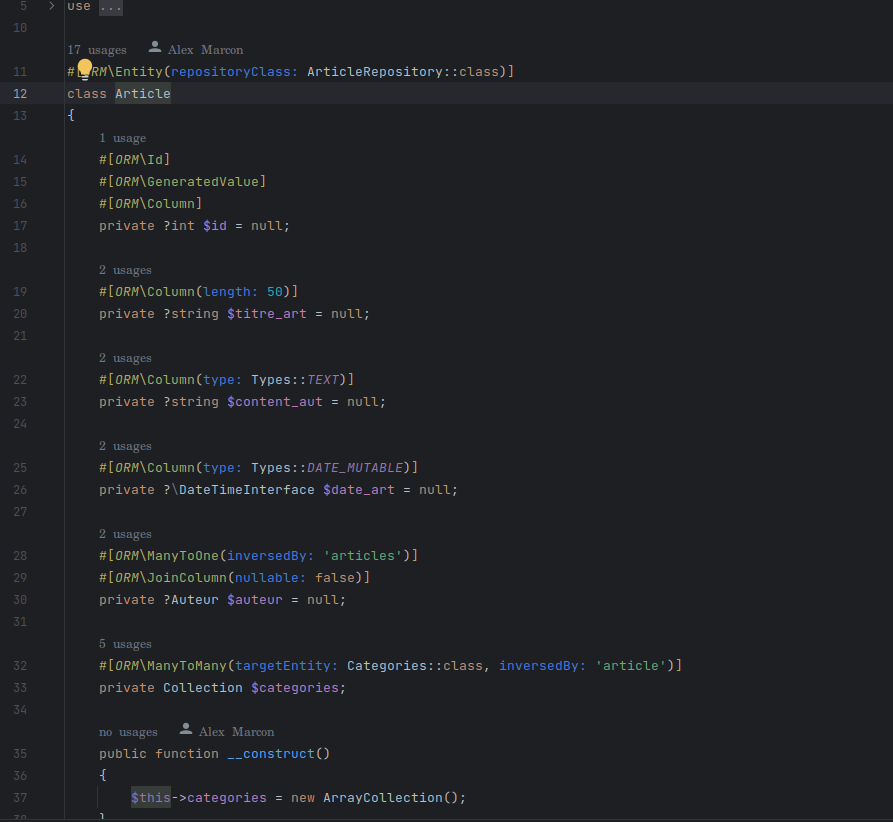 5 > use ...
10
17 usages Alex Marcon
11 #[ORM\Entity(repositoryClass: ArticleRepository::class)]
12 class Article
13 {
1 usage
14 #[ORM\Id]
15 #[ORM\GeneratedValue]
16 #[ORM\Column]
17 private ?int $id = null;
18
2 usages
19 #[ORM\Column(length: 50)]
20 private ?string $titre_art = null;
21
2 usages
22 #[ORM\Column(type: Types::TEXT)]
23 private ?string $content_aut = null;
24
2 usages
25 #[ORM\Column(type: Types::DATE_MUTABLE)]
26 private ?\DateTimeInterface $date_art = null;
27
2 usages
28 #[ORM\ManyToOne(inversedBy: 'articles')]
29 #[ORM\JoinColumn(nullable: false)]
30 private ?Auteur $auteur = null;
31
5 usages
32 #[ORM\ManyToMany(targetEntity: Categories::class, inversedBy: 'article')]
33 private Collection $categories;
34
no usages Alex Marcon
35 public function __construct()
36 {
37 $this->categories = new ArrayCollection();
38 }